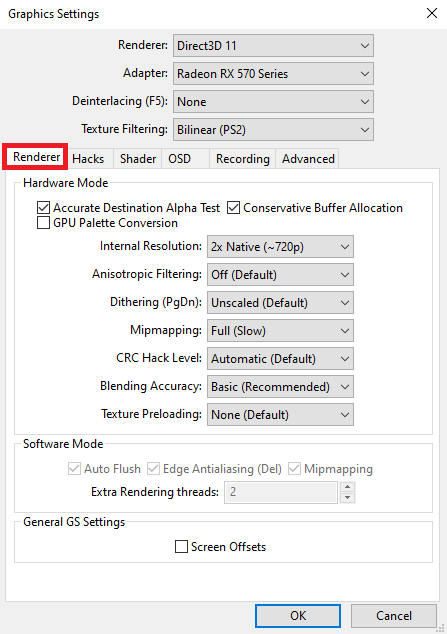 Graphics Settings
Renderer: Direct3D 11
Adapter: Radeon RX 570 Series
Deinterlacing (F5): None
Texture Filtering: Bilinear (PS2)
Renderer Hacks Shader OSD Recording Advanced
Hardware Mode
Accurate Destination Alpha Test Conservative Buffer Allocation
GPU Palette Conversion
Internal Resolution: 2x Native (~720p)
Anisotropic Filtering: Off (Default)
Dithering (PgDn): Unscaled (Default)
Mipmapping: Full (Slow)
CRC Hack Level: Automatic (Default)
Blending Accuracy: Basic (Recommended)
Texture Preloading: None (Default)
Software Mode
Auto Flush Edge Antialiasing (Del) Mipmapping
Extra Rendering threads: 2
General GS Settings
Screen Offsets
OK Cancel